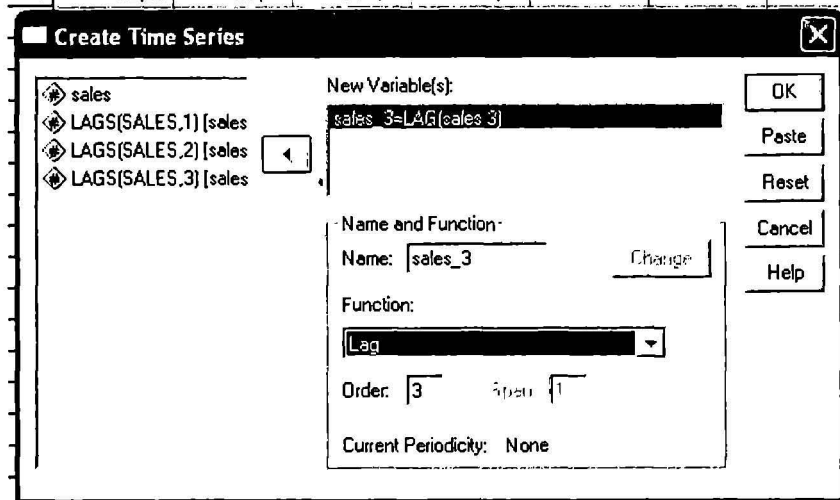 Create Time Series
sales
LAGS(SALES,1) [sales
LAGS(SALES,2) [sales
LAGS(SALES,3) [sales
New Variable(s):
sales_3=LAG(sales 3)
Name and Function
Name: sales_3
Change
Function:
Lag
Order: 3 Span: 1
Current Periodicity: None
OK
Paste
Reset
Cancel
Help